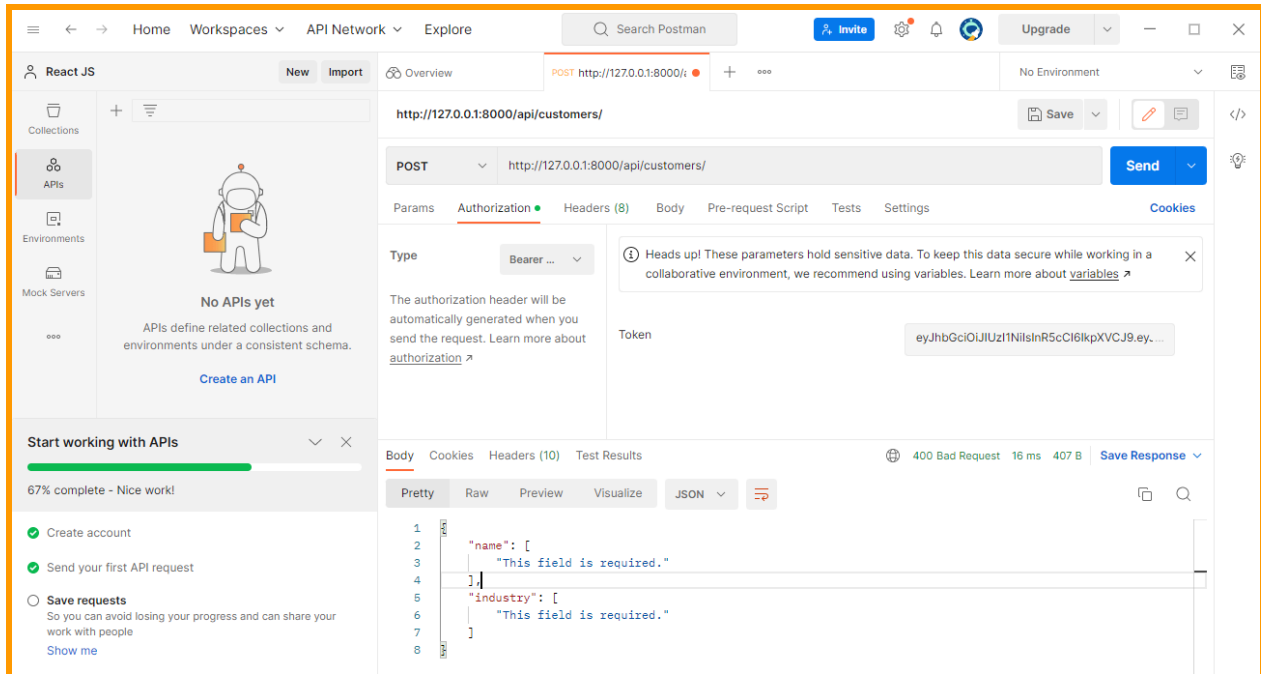 Home Workspaces API Network Explore Search Postman Invite Upgrade
React JS New Import Overview POST http://127.0.0.1:8000/a No Environment
Collections
APIs
Environments
Mock Servers
No APIs yet
APIs define related collections and
environments under a consistent schema.
Create an API
http://127.0.0.1:8000/api/customers/ Save
POST http://127.0.0.1:8000/api/customers/ Send
Params Authorization Headers (8) Body Pre-request Script Tests Settings Cookies
Type Bearer ...
The authorization header will be
automatically generated when you
send the request. Learn more about
authorization
Heads up! These parameters hold sensitive data. To keep this data secure while working in a
collaborative environment, we recommend using variables. Learn more about variables
Token eyJhbGciOiJIUzI1NiIsInR5cCI6IkpXVCJ9.eyJ...
Start working with APIs
67% complete - Nice work!
Create account
Send your first API request
Save requests
So you can avoid losing your progress and can share your
work with people
Show me
Body Cookies Headers (10) Test Results 400 Bad Request 16 ms 407 B Save Response
Pretty Raw Preview Visualize JSON
1 {
2 "name": [
3 "This field is required."
4 ],
5 "industry": [
6 "This field is required."
7 ]
8 }